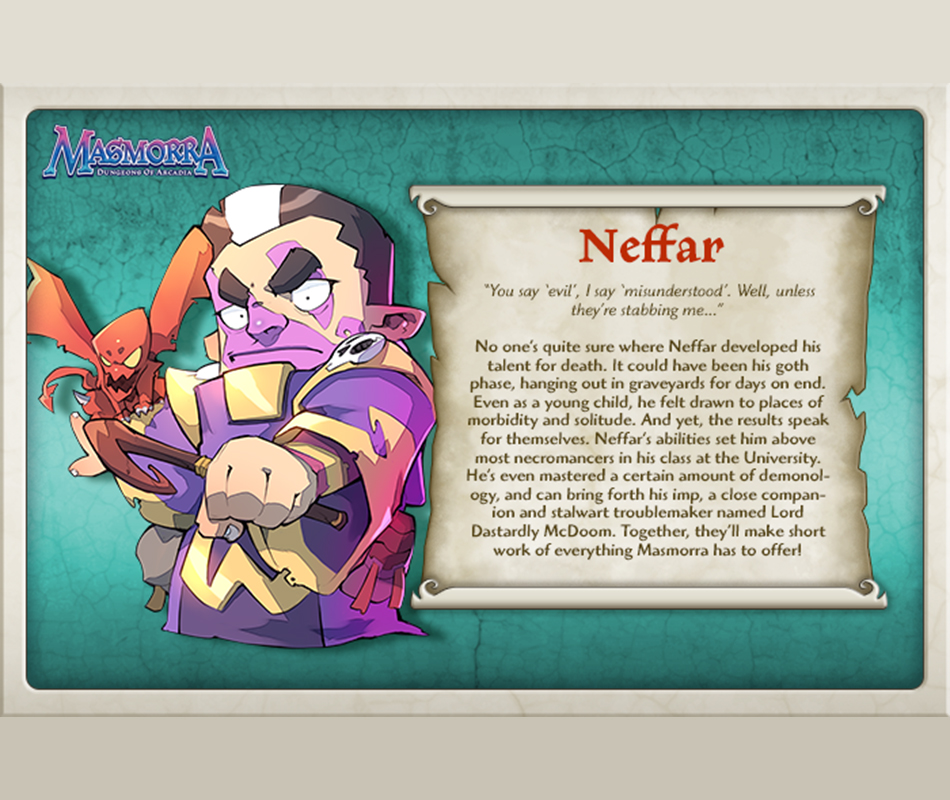 MASMORRA
DUNGEONS OF ARCADIA
Neffar
"You say 'evil', I say 'misunderstood'. Well, unless
they're stabbing me..."
No one's quite sure where Neffar developed his
talent for death. It could have been his goth
phase, hanging out in graveyards for days on end.
Even as a young child, he felt drawn to places of
morbidity and solitude. And yet, the results speak
for themselves. Neffar's abilities set him above
most necromancers in his class at the University.
He's even mastered a certain amount of demonol-
ogy, and can bring forth his imp, a close compan-
ion and stalwart troublemaker named Lord
Dastardly McDoom. Together, they'll make short
work of everything Masmorra has to offer!